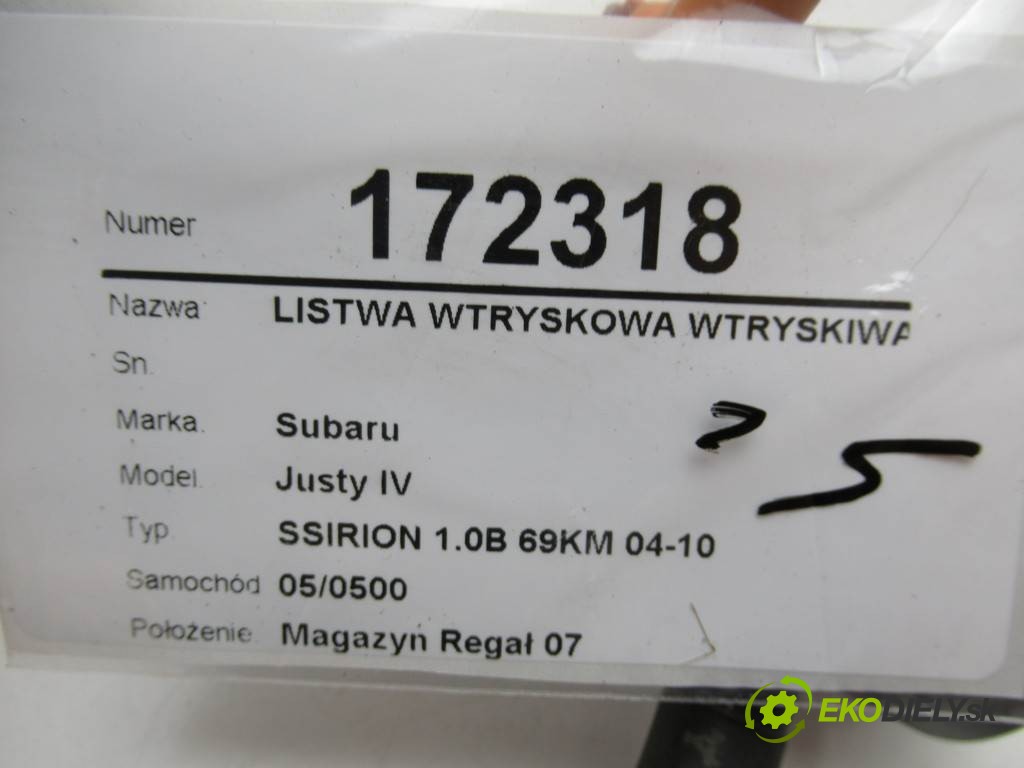 Numer 172318
Nazwa: LISTWA WTRYSKOWA WTRYSKIWA
Sn.
Marka. Subaru
Model. Justy IV
Typ. SSIRION 1.0B 69KM 04-10
Samochód 05/0500
Położenie. Magazyn Regał 07
EKODIELY.sk